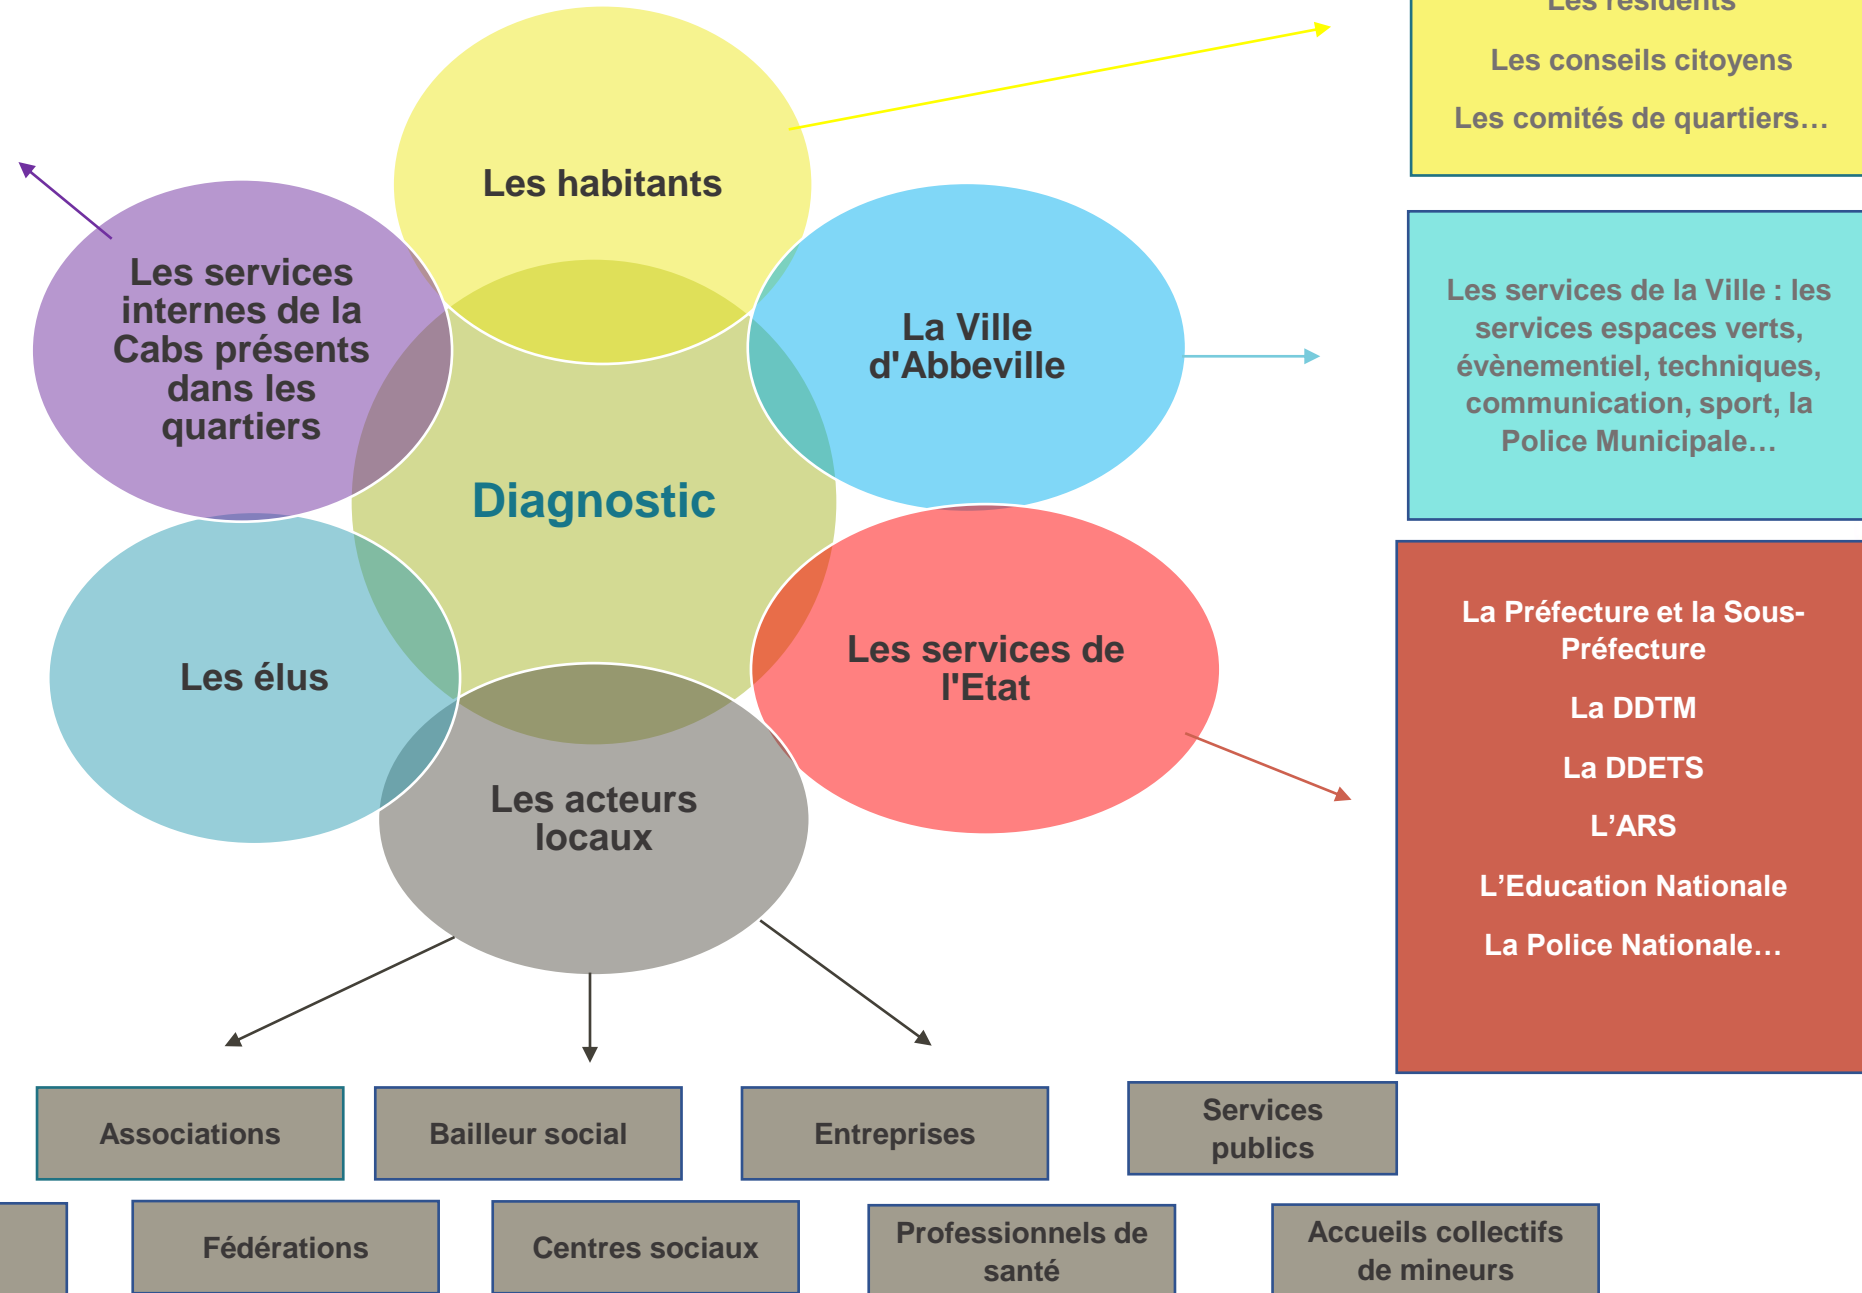 Les résidents
Les conseils citoyens
Les comités de quartiers…
Les habitants
Les services
internes de la
Cabs présents
dans les
quartiers
La Ville
d'Abbeville
Les services de la Ville : les
services espaces verts,
évènementiel, techniques,
communication, sport, la
Police Municipale…
Diagnostic
Les élus
Les services de
l'Etat
La Préfecture et la Sous-
Préfecture
La DDTM
La DDETS
L’ARS
L’Education Nationale
La Police Nationale…
Les acteurs
locaux
Associations
Bailleur social
Entreprises
Services
publics
Fédérations
Centres sociaux
Professionnels de
santé
Accueils collectifs
de mineurs